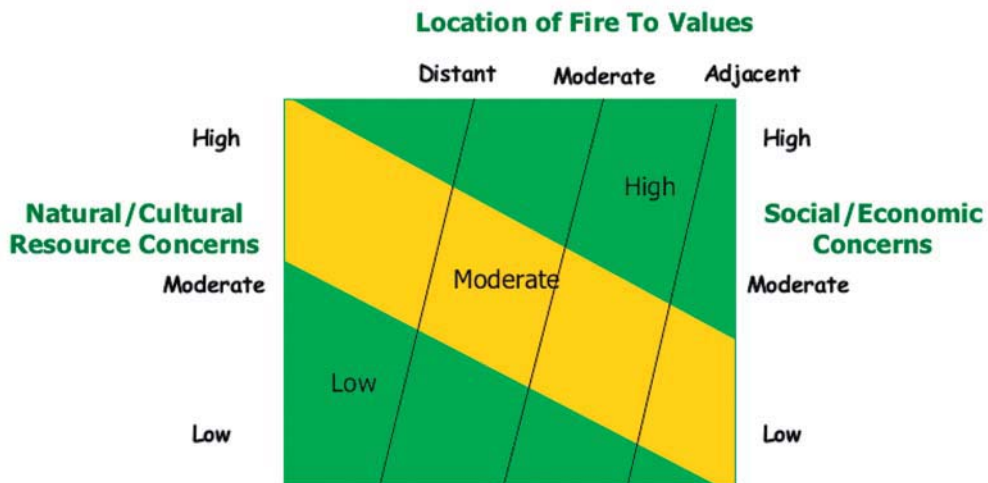 Location of Fire To Values
Distant Moderate Adjacent
High High
High
Natural/Cultural
Resource Concerns
Social/Economic
Concerns
Moderate
Moderate Moderate
Low
Low Low